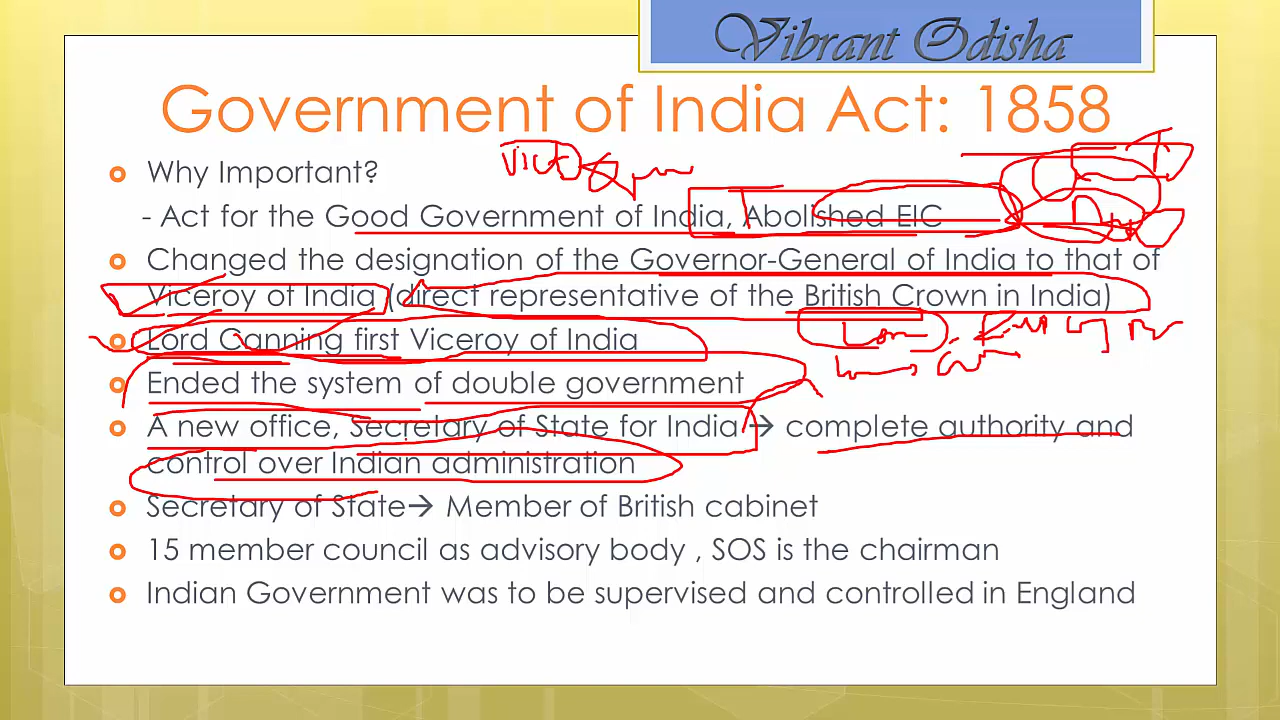 Vibrant Odisha
Government of India Act: 1858
Why Important?
- Act for the Good Government of India, Abolished EIC
Changed the designation of the Governor-General of India to that of
Viceroy of India (direct representative of the British Crown in India)
Lord Canning first Viceroy of India
Ended the system of double government
A new office, Secretary of State for India → complete authority and
control over Indian administration
Secretary of State→ Member of British cabinet
15 member council as advisory body , SOS is the chairman
Indian Government was to be supervised and controlled in England